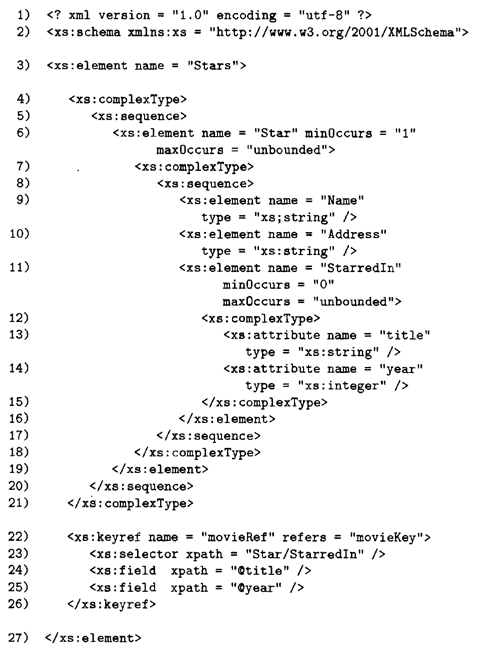 1) <? xml version = "1.0" encoding = "utf-8" ?>
2) <xs:schema xmlns:xs = "http://www.w3.org/2001/XMLSchema">
3) <xs:element name = "Stars">
4) <xs:complexType>
5) <xs:sequence>
6) <xs:element name = "Star" minOccurs = "1"
maxOccurs = "unbounded">
7) <xs:complexType>
8) <xs:sequence>
9) <xs:element name = "Name"
type = "xs;string" />
10) <xs:element name = "Address"
type = "xs:string" />
11) <xs:element name = "StarredIn"
minOccurs = "0"
maxOccurs = "unbounded">
12) <xs:complexType>
13) <xs:attribute name = "title"
type = "xs:string" />
14) <xs:attribute name = "year"
type = "xs:integer" />
15) </xs:complexType>
16) </xs:element>
17) </xs:sequence>
18) </xs:complexType>
19) </xs:element>
20) </xs:sequence>
21) </xs:complexType>
22) <xs:keyref name = "movieRef" refers = "movieKey">
23) <xs:selector xpath = "Star/StarredIn" />
24) <xs:field xpath = "@title" />
25) <xs:field xpath = "@year" />
26) </xs:keyref>
27) </xs:element>